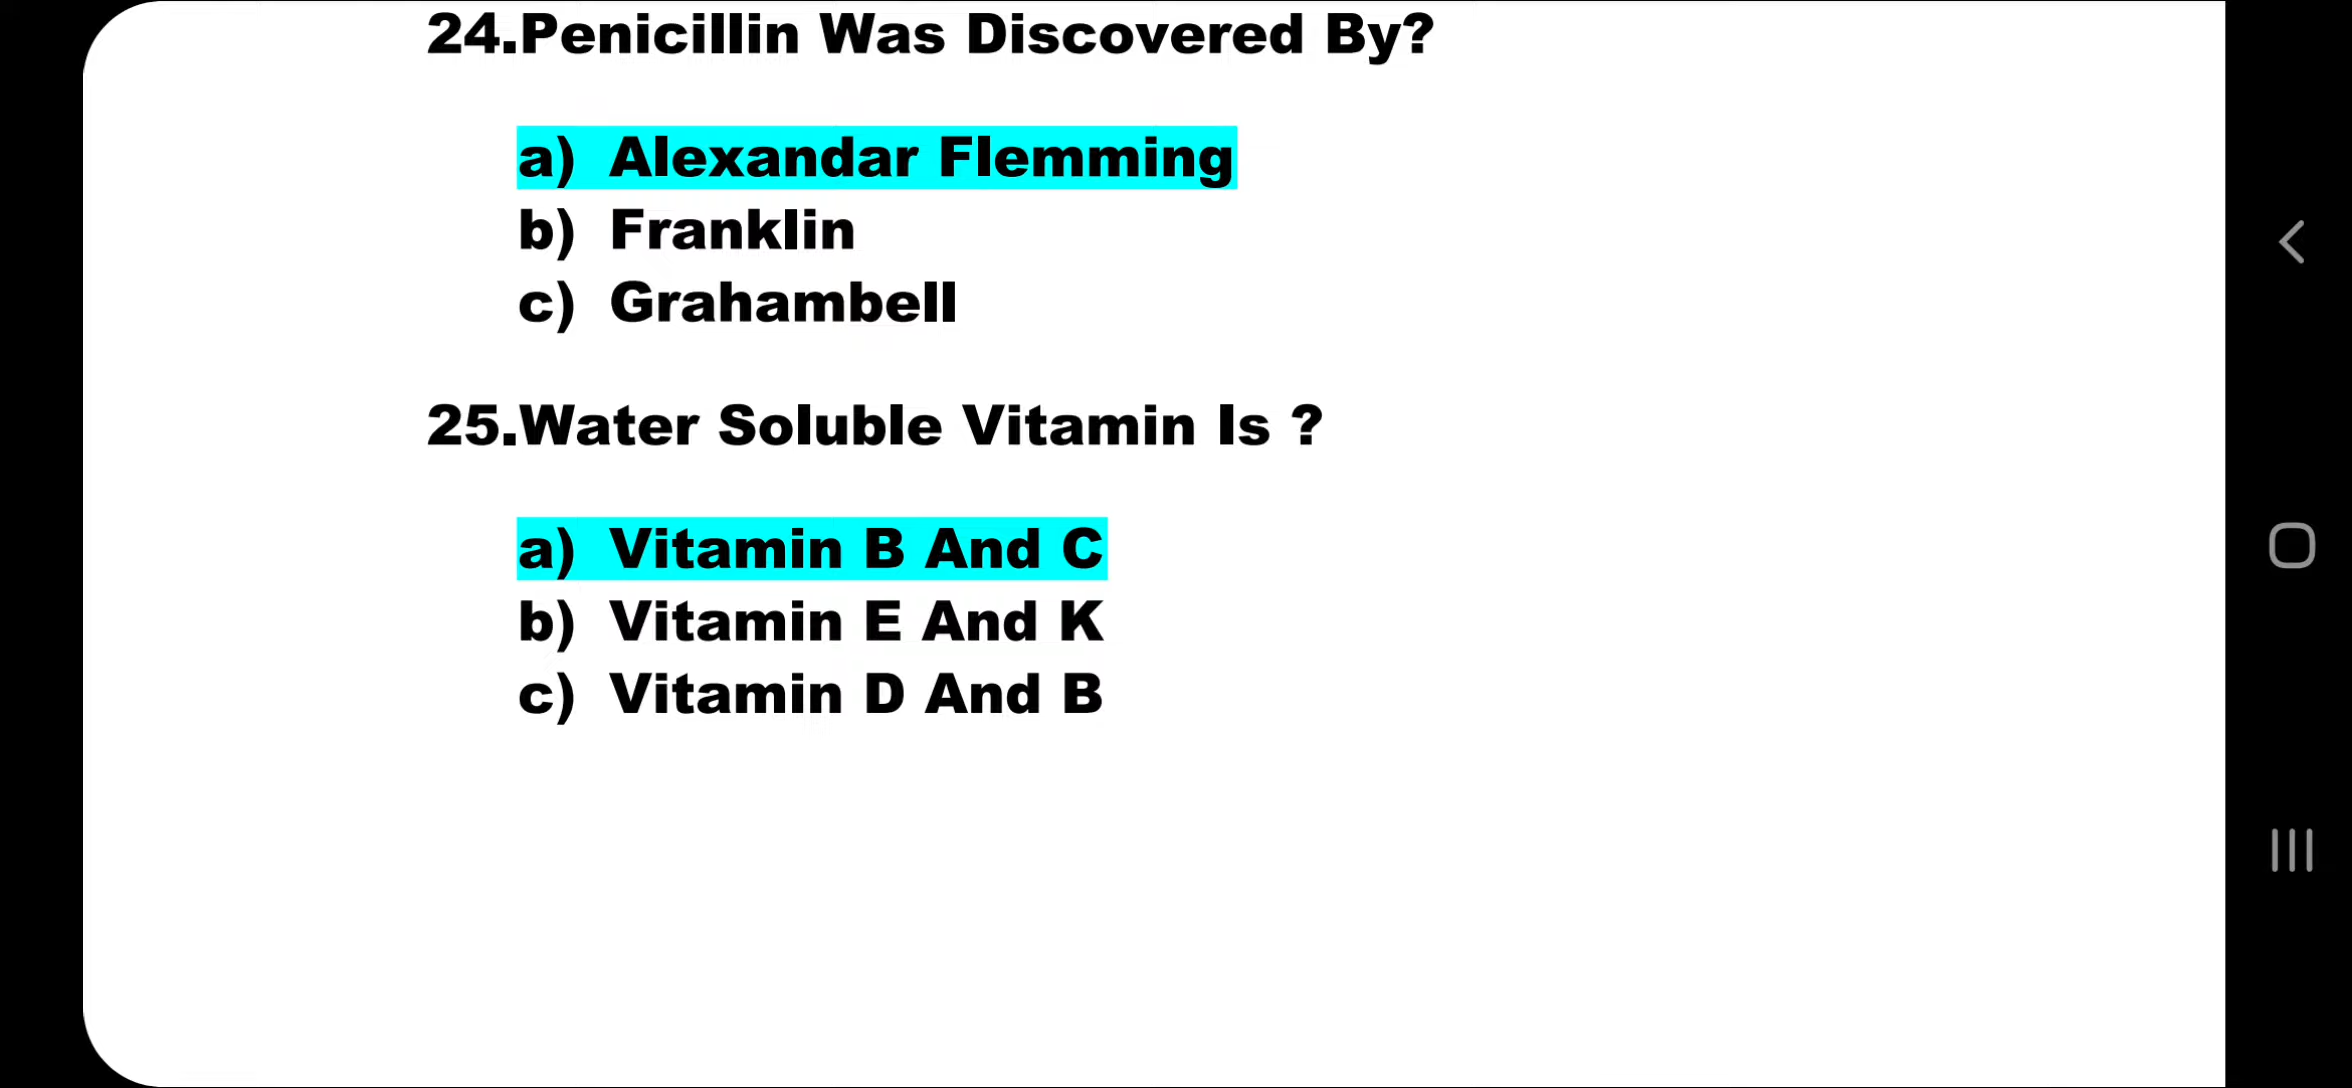 24.Penicillin Was Discovered By?
a) Alexandar Flemming
b) Franklin
c) Grahambell
25.Water Soluble Vitamin Is ?
a) Vitamin B And C
b) Vitamin E And K
c) Vitamin D And B